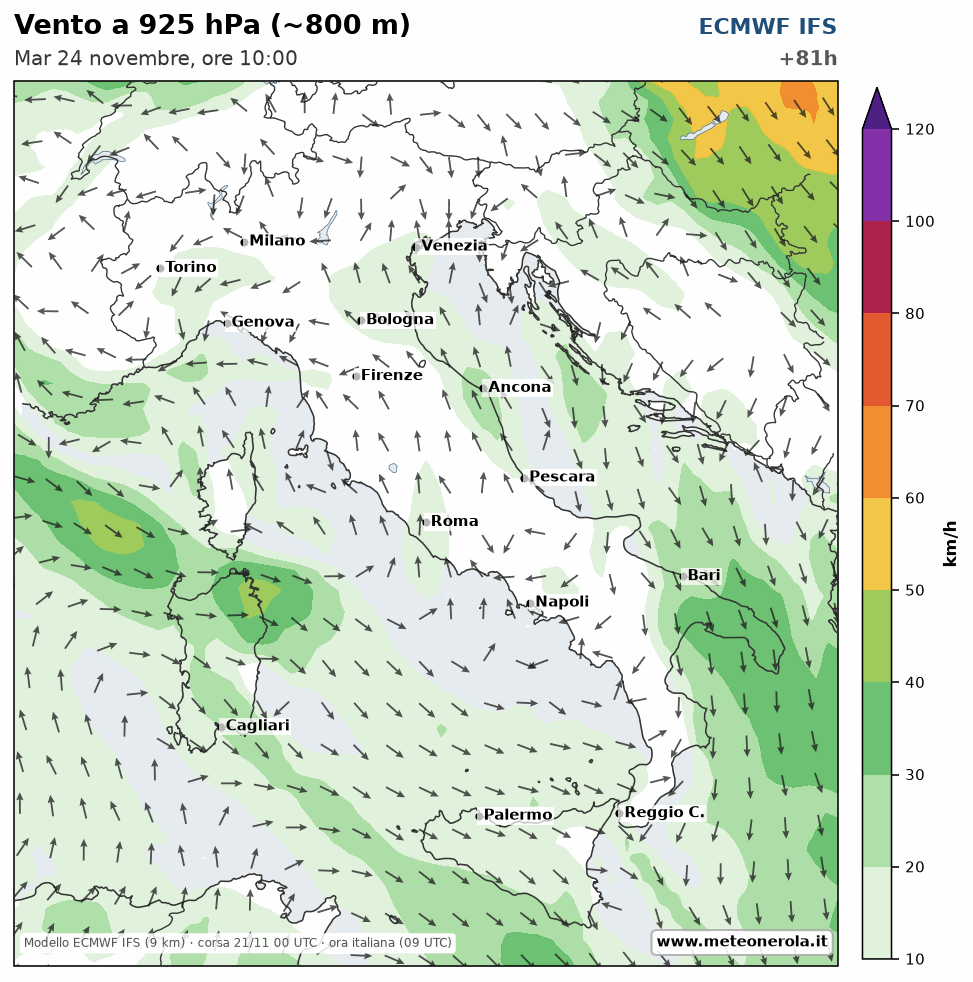 Vento a 925 hPa (~800 m)
ECMWF IFS
Mar 24 novembre, ore 10:00
+81h
Milano
Venezia
Torino
Genova
Bologna
Firenze
Ancona
Pescara
Roma
Bari
Napoli
Cagliari
Palermo
Reggio C.
120
100
80
70
60
50
40
30
20
10
km/h
Modello ECMWF IFS (9 km) · corsa 21/11 00 UTC · ora italiana (09 UTC)
www.meteonerola.it